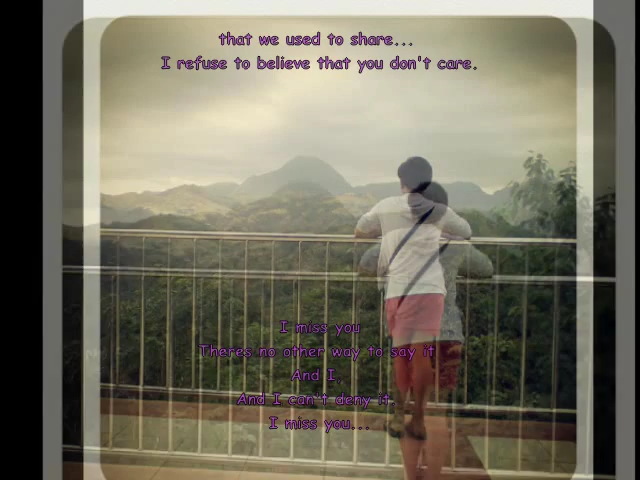 that we used to share...
I refuse to believe that you don't care.
I miss you
Theres no other way to say it
And I,
And I can't deny it
I miss you...